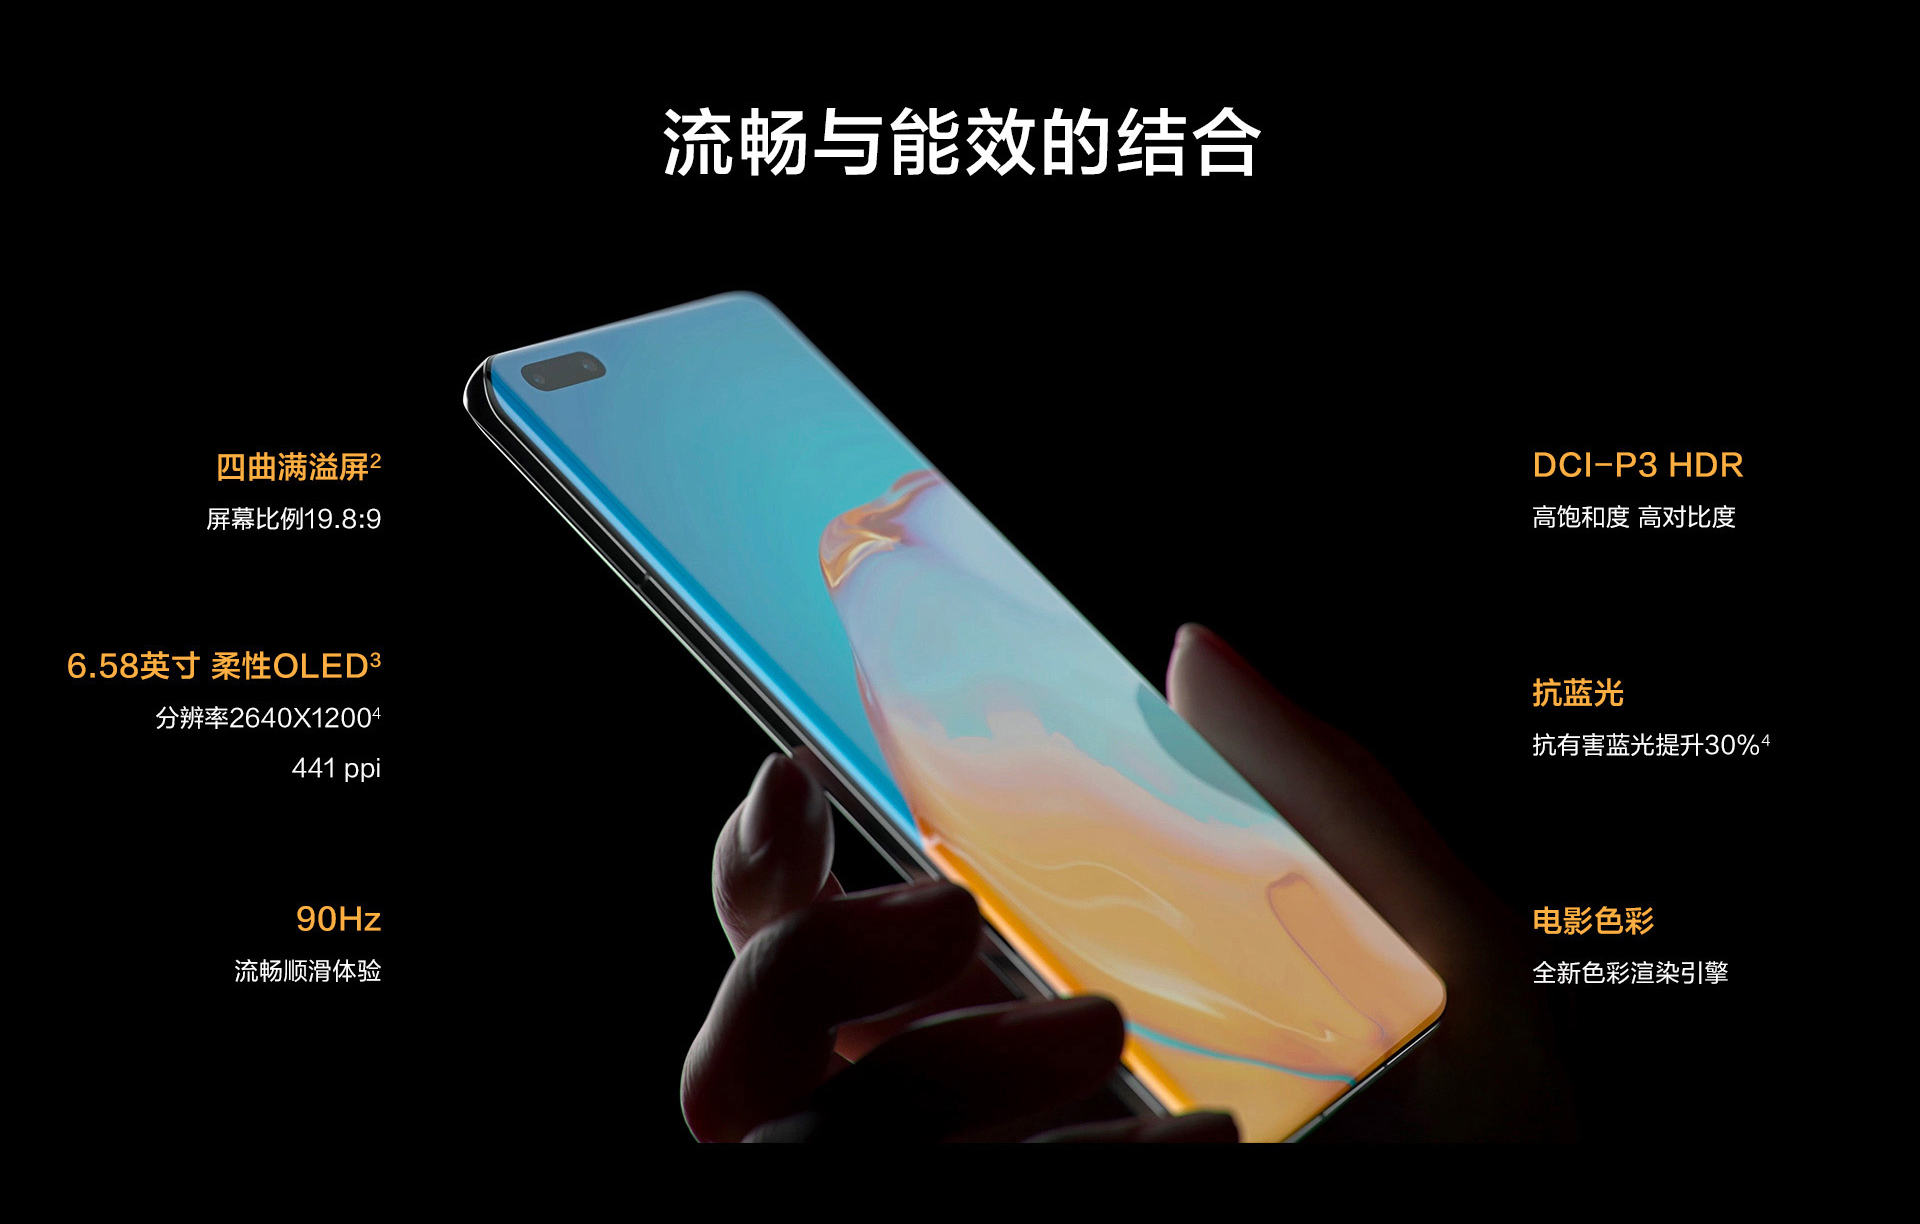 流畅与能效的结合
四曲满溢屏²
屏幕比例19.8:9
6.58英寸 柔性OLED³
分辨率2640X1200⁴
441 ppi
90Hz
流畅顺滑体验
DCI-P3 HDR
高饱和度 高对比度
抗蓝光
抗有害蓝光提升30%⁴
电影色彩
全新色彩渲染引擎